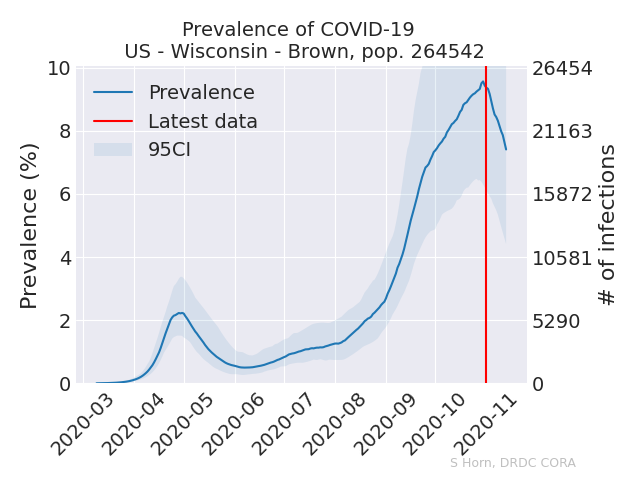 Prevalence of COVID-19
US - Wisconsin - Brown, pop. 264542
Prevalence (%)
10
8
6
4
2
0
Prevalence
Latest data
95CI
26454
21163
15872
10581
5290
0
# of infections
2020-03
2020-04
2020-05
2020-06
2020-07
2020-08
2020-09
2020-10
2020-11
S Horn, DRDC CORA